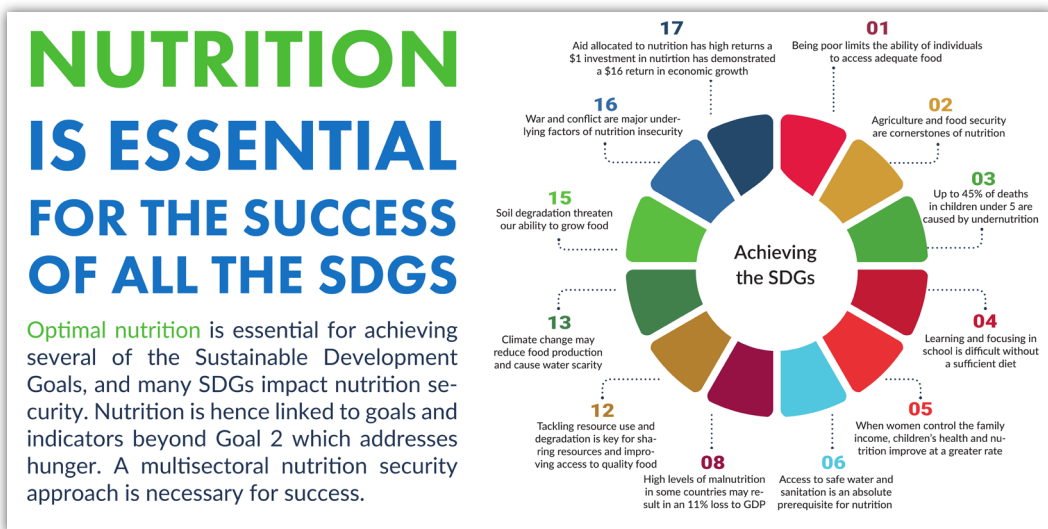 NUTRITION
IS ESSENTIAL
FOR THE SUCCESS
OF ALL THE SDGS
Optimal nutrition is essential for achieving
several of the Sustainable Development
Goals, and many SDGs impact nutrition se-
curity. Nutrition is hence linked to goals and
indicators beyond Goal 2 which addresses
hunger. A multisectoral nutrition security
approach is necessary for success.
Achieving
the SDGs
01
Being poor limits the ability of individuals
to access adequate food
02
Agriculture and food security
are cornerstones of nutrition
03
Up to 45% of deaths
in children under 5 are
caused by undernutrition
04
Learning and focusing in
school is difficult without
a sufficient diet
05
When women control the family
income, children's health and nu-
trition improve at a greater rate
06
Access to safe water and
sanitation is an absolute
prerequisite for nutrition
08
High levels of malnutrition
in some countries may re-
sult in an 11% loss to GDP
12
Tackling resource use and
degradation is key for sha-
ring resources and impro-
ving access to quality food
13
Climate change may
reduce food production
and cause water scarity
15
Soil degradation threaten
our ability to grow food
16
War and conflict are major under-
lying factors of nutrition insecurity
17
Aid allocated to nutrition has high returns a
$1 investment in nutirtion has demonstrated
a $16 return in economic growth